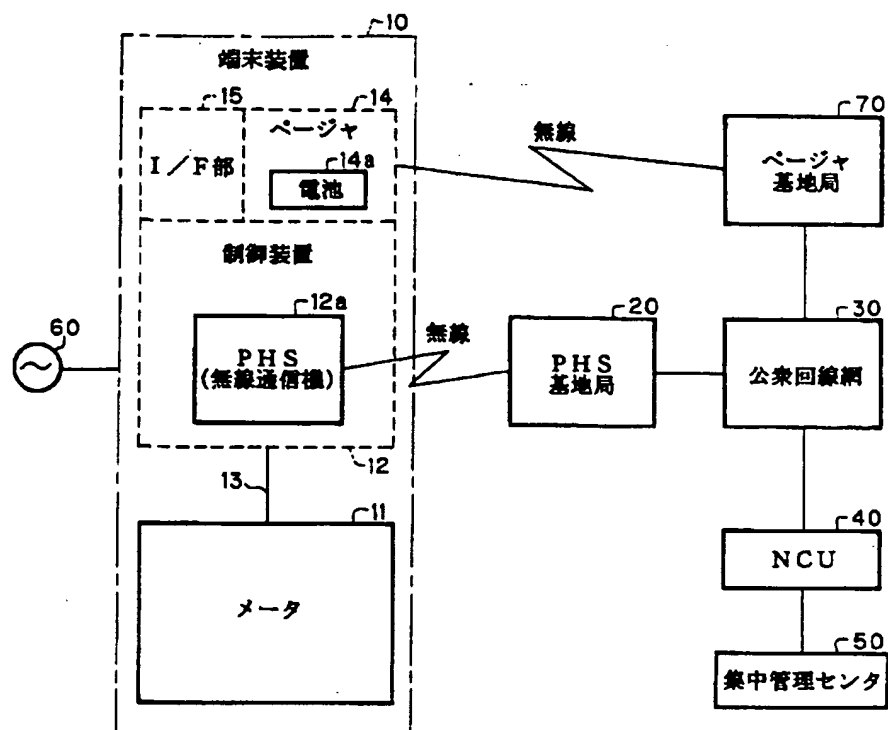 10
端末装置
15
14
ページャ
I/F部
14a
電池
無線
70
ページャ
基地局
制御装置
12a
PHS
(無線通信機)
無線
20
PHS
基地局
30
公衆回線網
60
12
13
11
メータ
40
NCU
50
集中管理センタ